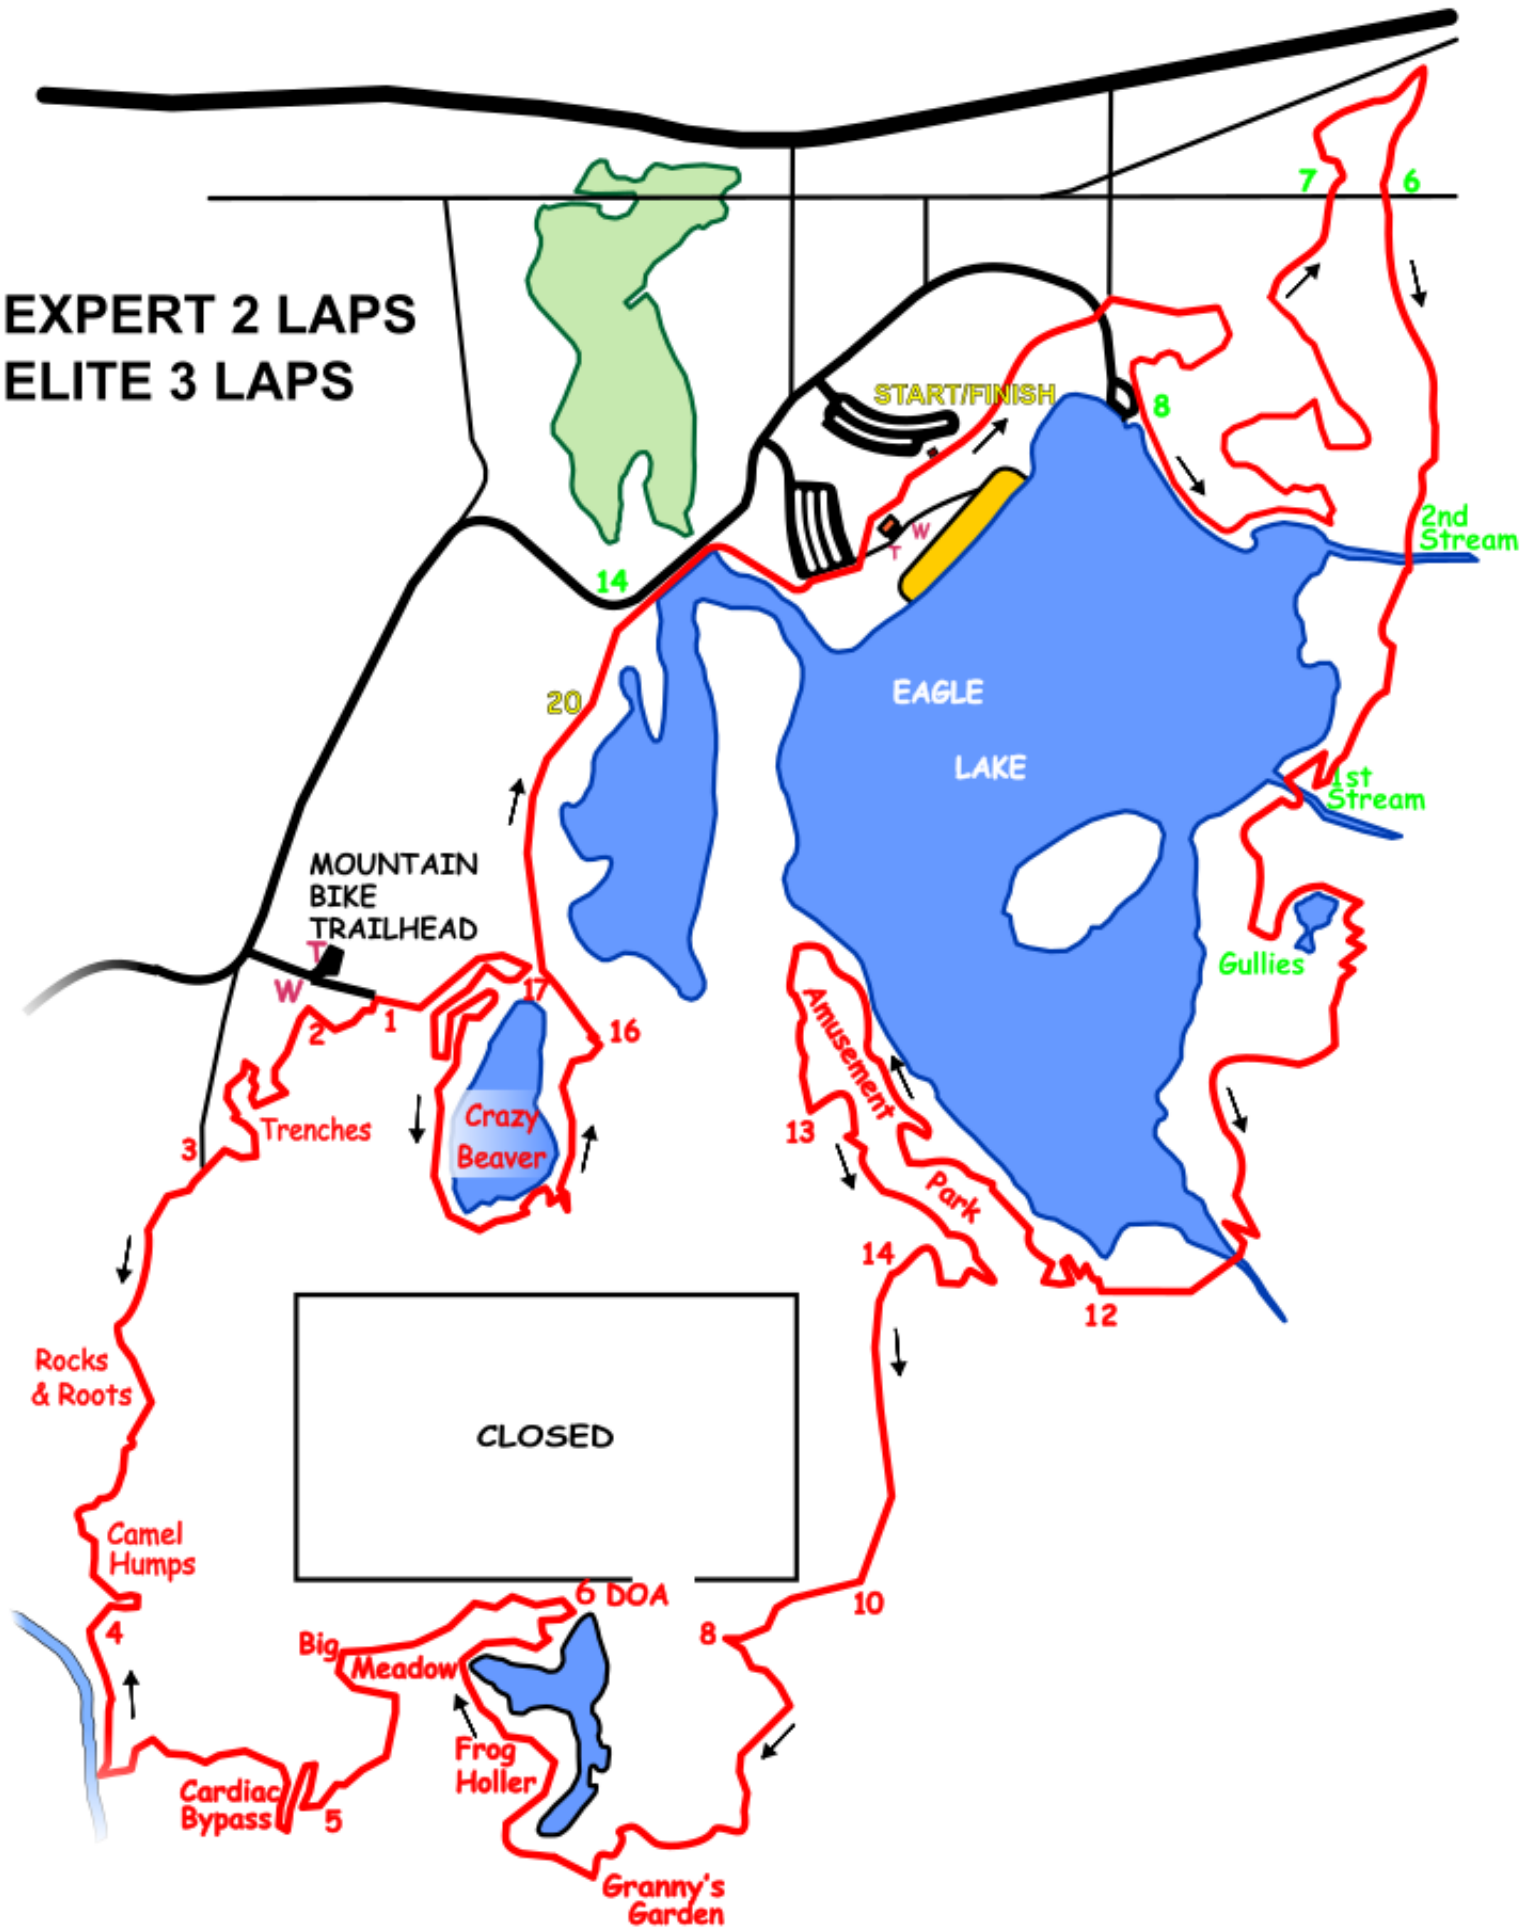 7
6
EXPERT 2 LAPS
ELITE 3 LAPS
START/FINISH
8
2nd
Stream
W
T
14
EAGLE
20
LAKE
1st
Stream
MOUNTAIN
BIKE
TRAILHEAD
T
W
Gullies
17
1
2
16
Amusement
Crazy
Beaver
Trenches
13
3
Park
14
12
Rocks
& Roots
CLOSED
Camel
Humps
6 DOA
10
4
8
Big
Meadow
Frog
Holler
Cardiac
Bypass
5
Granny's
Garden